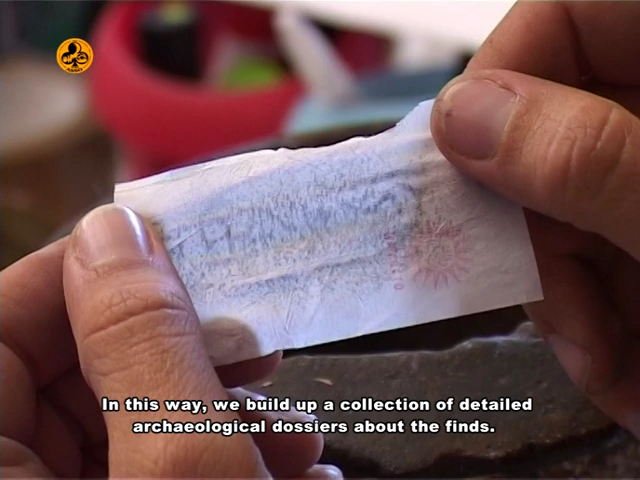 In this way, we build up a collection of detailed
archaeological dossiers about the finds.